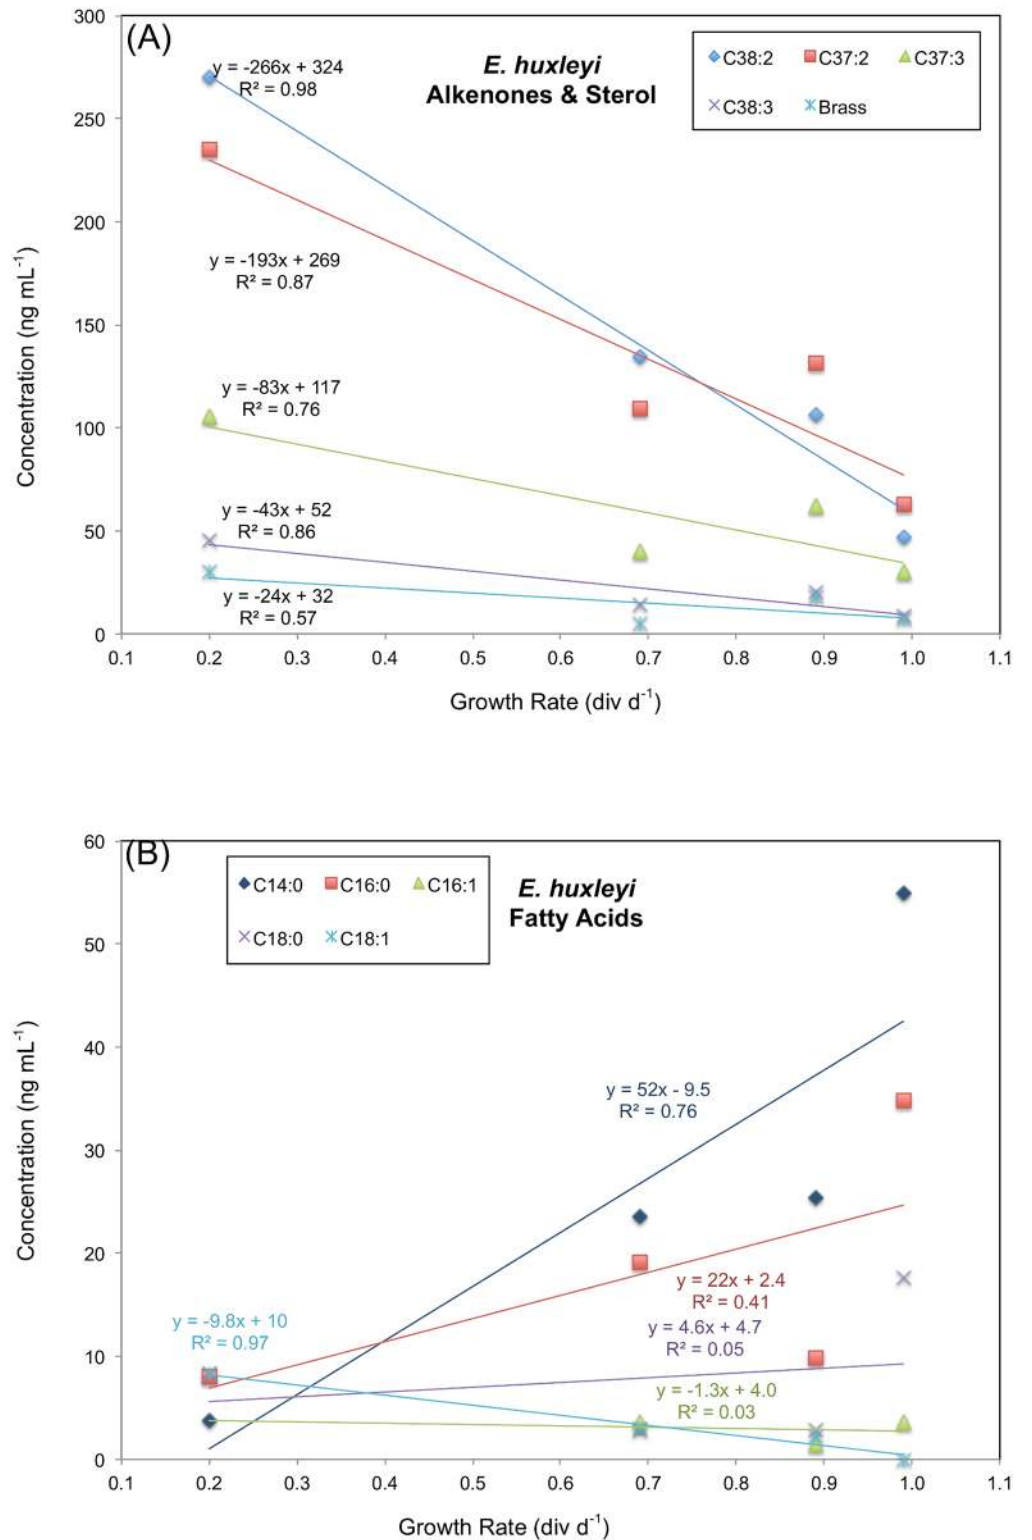 (A)
E. huxleyi
Alkenones & Sterol
C38:2 C37:2 C37:3
C38:3 Brass
y = -266x + 324
R² = 0.98
y = -193x + 269
R² = 0.87
y = -83x + 117
R² = 0.76
y = -43x + 52
R² = 0.86
y = -24x + 32
R² = 0.57
300
250
200
150
100
50
0
Concentration (ng mL⁻¹)
0.1 0.2 0.3 0.4 0.5 0.6 0.7 0.8 0.9 1.0 1.1
Growth Rate (div d⁻¹)
(B)
C14:0 C16:0 C16:1
C18:0 C18:1
E. huxleyi
Fatty Acids
y = 52x - 9.5
R² = 0.76
y = 22x + 2.4
R² = 0.41
y = -9.8x + 10
R² = 0.97
y = 4.6x + 4.7
R² = 0.05
y = -1.3x + 4.0
R² = 0.03
60
50
40
30
20
10
0
Concentration (ng mL⁻¹)
0.1 0.2 0.3 0.4 0.5 0.6 0.7 0.8 0.9 1.0 1.1
Growth Rate (div d⁻¹)